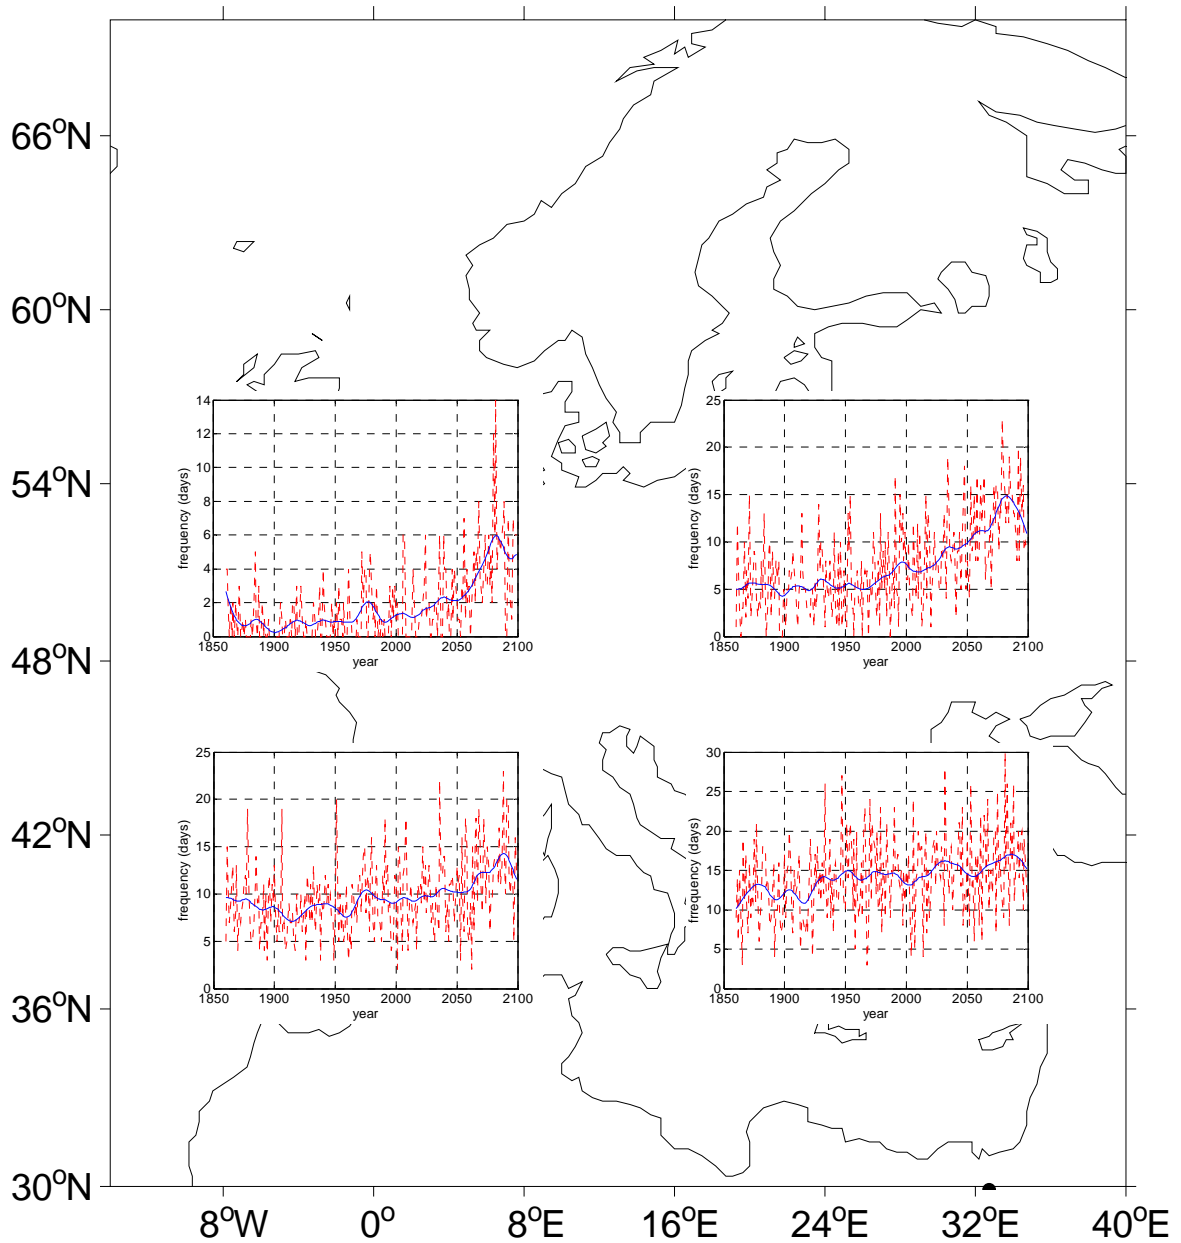 66°N
60°N
54°N
48°N
42°N
36°N
30°N
8°W 0° 8°E 16°E 24°E 32°E 40°E
14
12
10
8
6
4
2
0
frequency (days)
1850 1900 1950 2000 2050 2100
year
25
20
15
10
5
0
frequency (days)
1850 1900 1950 2000 2050 2100
year
25
20
15
10
5
0
frequency (days)
1850 1900 1950 2000 2050 2100
year
30
25
20
15
10
5
0
frrequency (days)
1850 1900 1950 2000 2050 2100
year